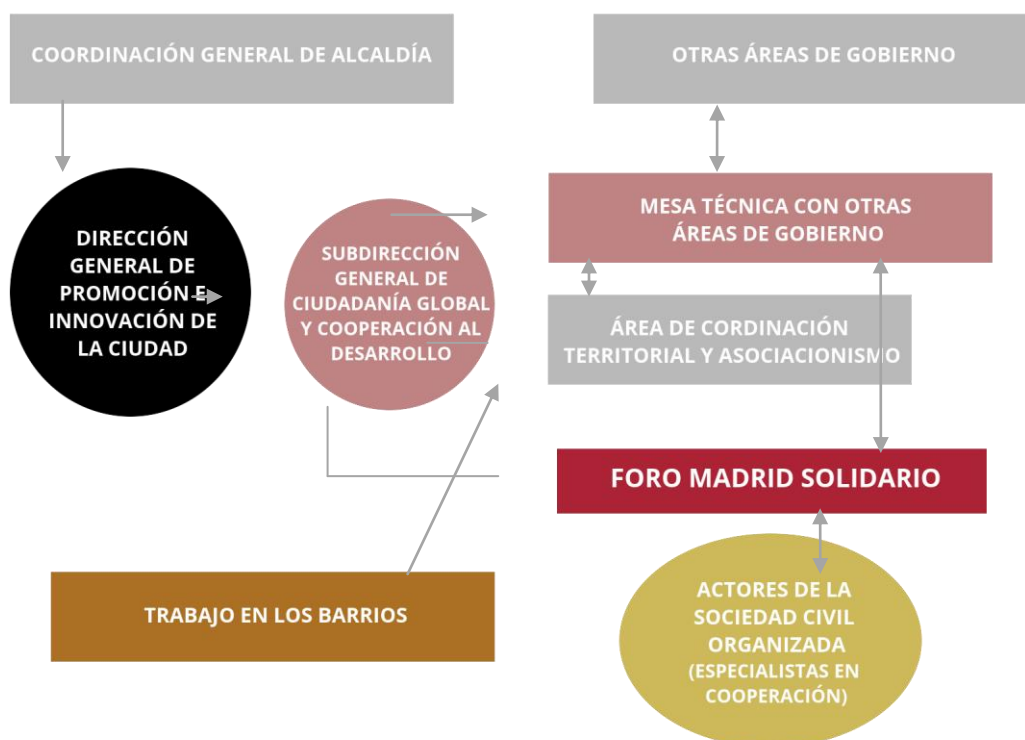 COORDINACIÓN GENERAL DE ALCALDÍA
OTRAS ÁREAS DE GOBIERNO
DIRECCIÓN
GENERAL DE
PROMOCIÓN E
INNOVACIÓN DE
LA CIUDAD
SUBDIRECCIÓN
GENERAL DE
CIUDADANÍA GLOBAL
Y COOPERACIÓN AL
DESARROLLO
MESA TÉCNICA CON OTRAS
ÁREAS DE GOBIERNO
ÁREA DE CORDINACIÓN
TERRITORIAL Y ASOCIACIONISMO
FORO MADRID SOLIDARIO
TRABAJO EN LOS BARRIOS
ACTORES DE LA
SOCIEDAD CIVIL
ORGANIZADA
(ESPECIALISTAS EN
COOPERACIÓN)